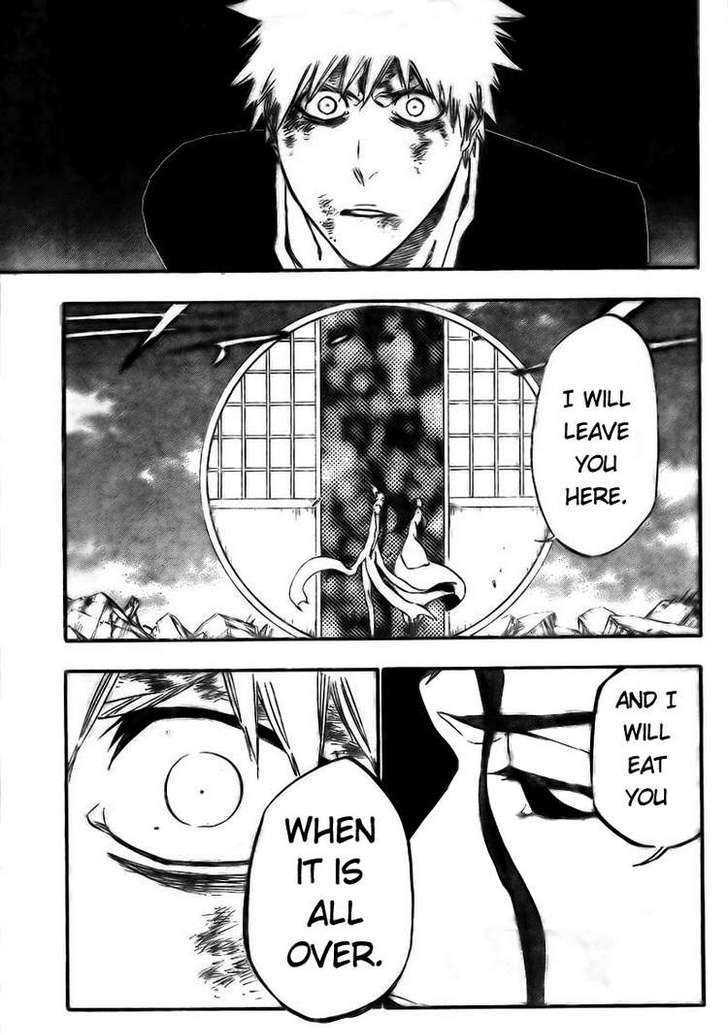 I WILL
LEAVE
YOU
HERE.
AND I
WILL
EAT
YOU
WHEN
IT IS
ALL
OVER.